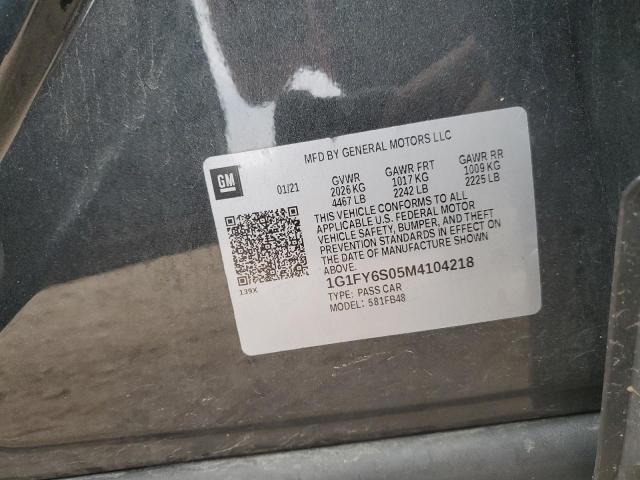 MFD BY GENERAL MOTORS LLC
GM
01/21
GVWR GAWR FRT GAWR RR
2026 KG 1017 KG 1009 KG
4467 LB 2242 LB 2225 LB
THIS VEHICLE CONFORMS TO ALL
APPLICABLE U.S. FEDERAL MOTOR
VEHICLE SAFETY, BUMPER, AND THEFT
PREVENTION STANDARDS IN EFFECT ON
THE DATE OF MANUFACTURE SHOWN
ABOVE.
139X
1G1FY6S05M4104218
TYPE: PASS CAR
MODEL: 581FB48